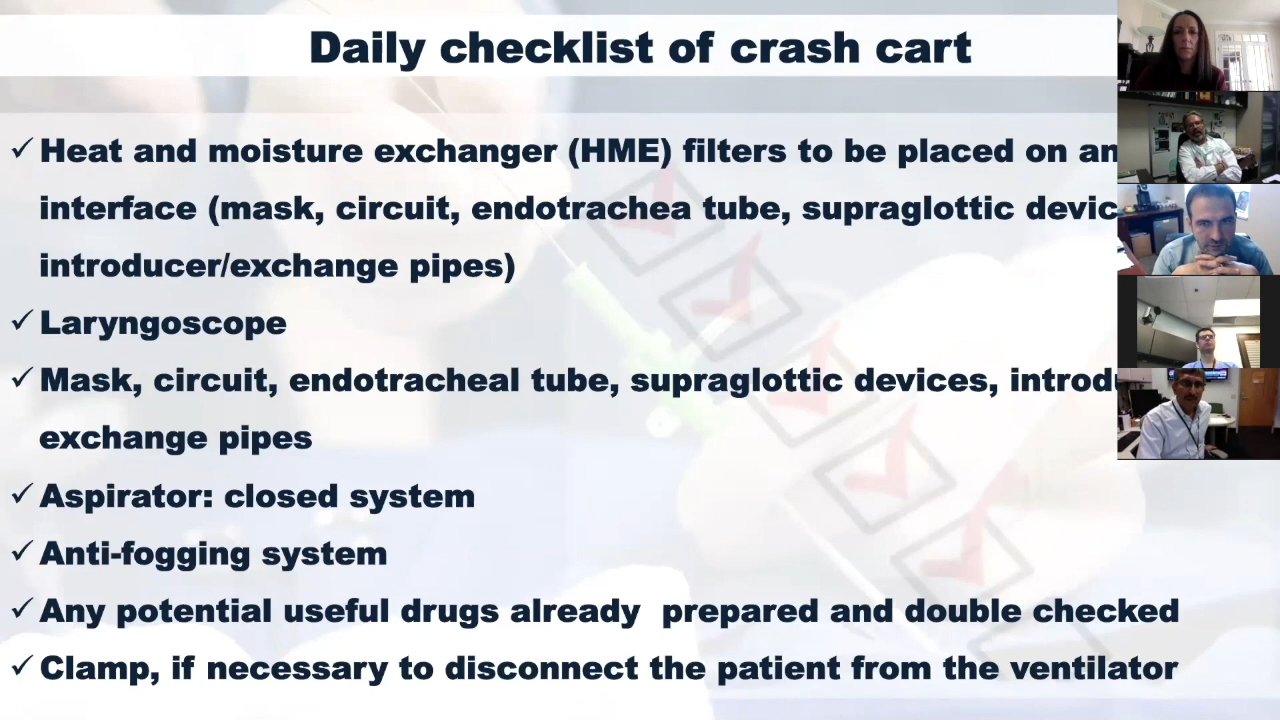 Daily checklist of crash cart
✓ Heat and moisture exchanger (HME) filters to be placed on
interface (mask, circuit, endotrachea tube, supraglottic
introducer/exchange pipes)
✓ Laryngoscope
✓ Mask, circuit, endotracheal tube, supraglottic devices,
exchange pipes
✓ Aspirator: closed system
✓ Anti-fogging system
✓ Any potential useful drugs already  prepared and double checked
✓ Clamp, if necessary to disconnect the patient from the ventilator